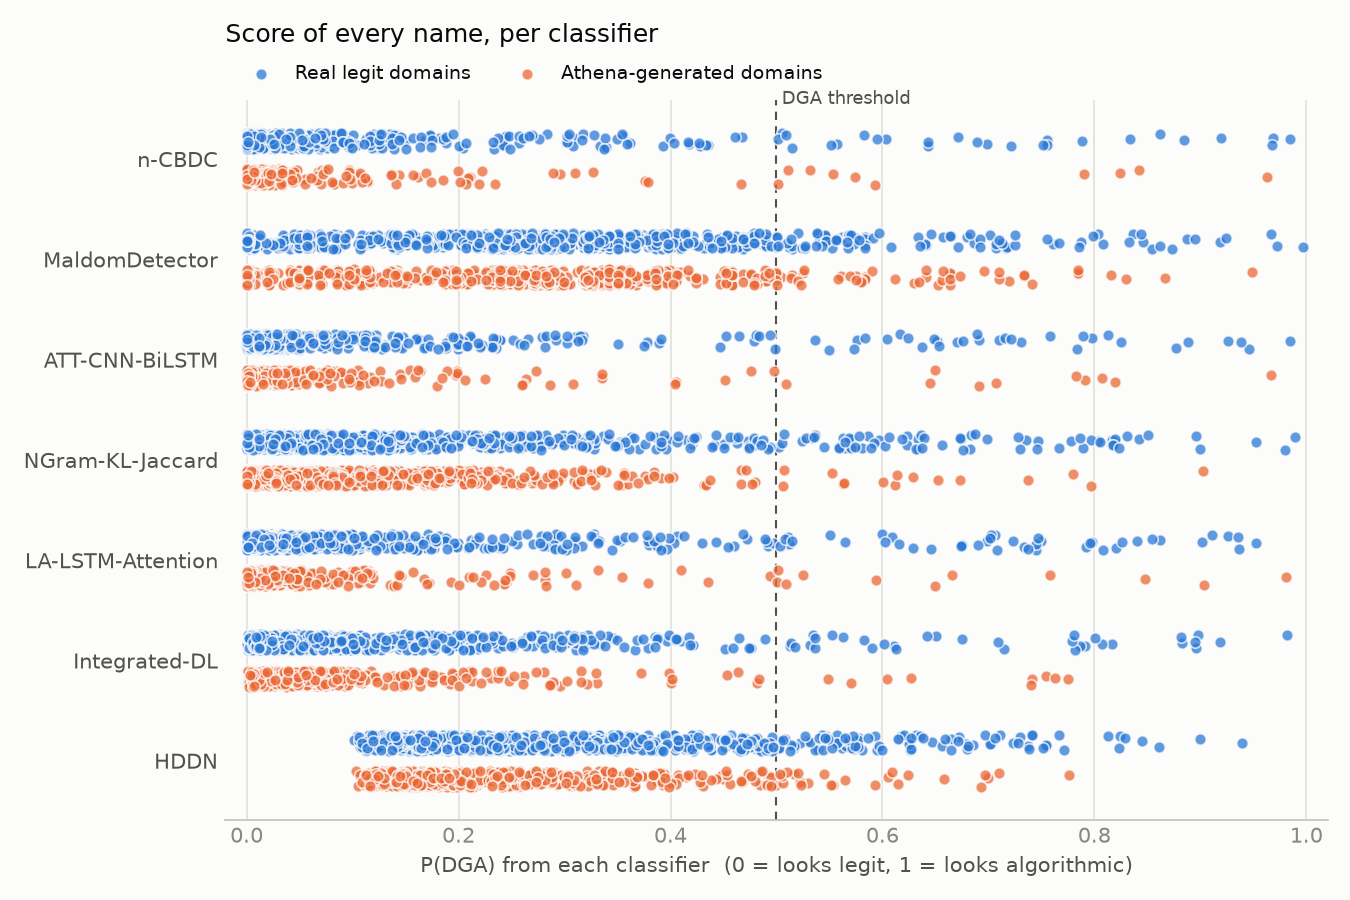 Score of every name, per classifier
Real legit domains
Athena-generated domains
DGA threshold
n-CBDC
MaldomDetector
ATT-CNN-BiLSTM
NGram-KL-Jaccard
LA-LSTM-Attention
Integrated-DL
HDDN
0.0 0.2 0.4 0.6 0.8 1.0
P(DGA) from each classifier (0 = looks legit, 1 = looks algorithmic)